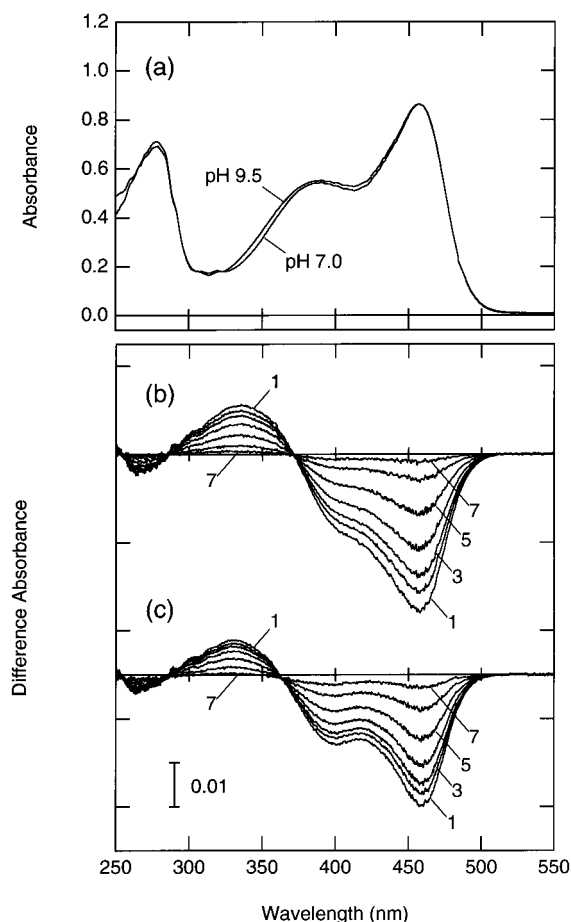 1.2
(a)
1.0
0.8
0.6
pH 9.5
0.4
pH 7.0
0.2
0.0
Absorbance
(b)
1
7
7
5
3
1
(c)
1
7
7
5
3
1
0.01
Difference Absorbance
250 300 350 400 450 500 550
Wavelength (nm)